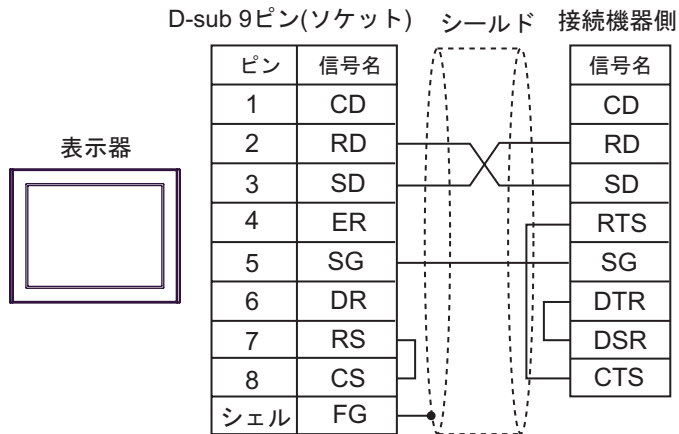 D-sub 9ピン(ソケット) シールド 接続機器側
ピン 信号名 信号名
1 CD CD
表示器
2 RD RD
3 SD SD
4 ER RTS
5 SG SG
6 DR DTR
7 RS DSR
8 CS CTS
シェル FG